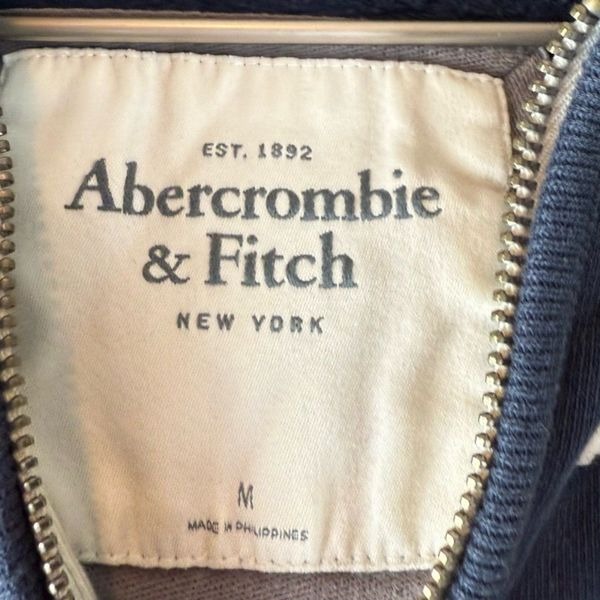 EST. 1892
Abercrombie
& Fitch
NEW YORK
M
MADE IN PHILIPPINES